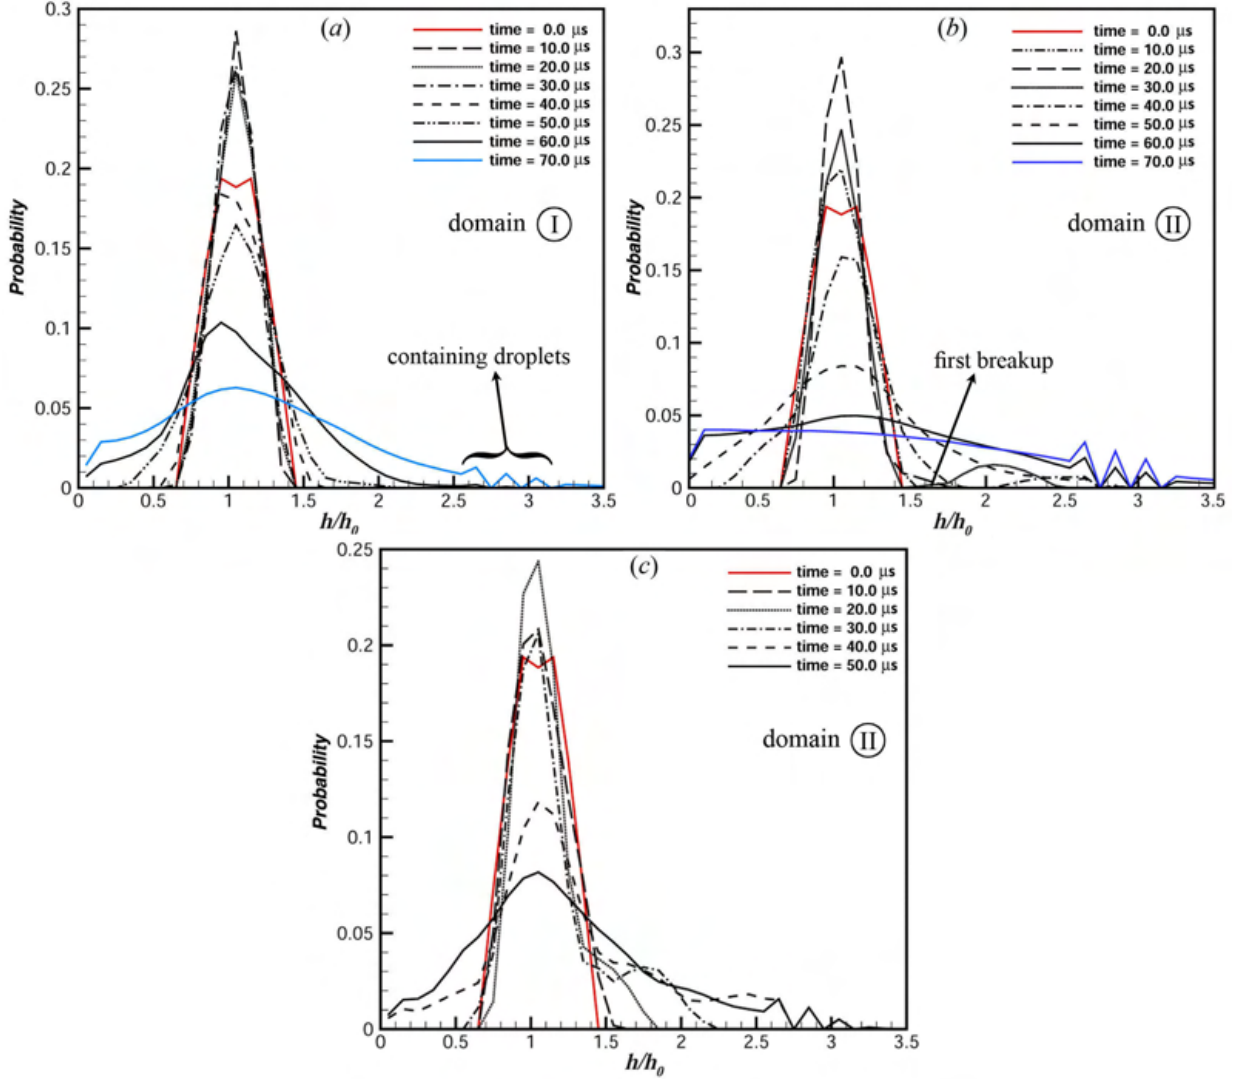 (a)
0.3
0.25
0.2
0.15
0.1
0.05
0
Probability
time = 0.0 μs
time = 10.0 μs
time = 20.0 μs
time = 30.0 μs
time = 40.0 μs
time = 50.0 μs
time = 60.0 μs
time = 70.0 μs
domain I
containing droplets
0 0.5 1 1.5 2 2.5 3 3.5
h/h0
(b)
0.3
0.25
0.2
0.15
0.1
0.05
0
Probability
time = 0.0 μs
time = 10.0 μs
time = 20.0 μs
time = 30.0 μs
time = 40.0 μs
time = 50.0 μs
time = 60.0 μs
time = 70.0 μs
domain II
first breakup
0 0.5 1 1.5 2 2.5 3 3.5
h/h0
(c)
0.25
0.2
0.15
0.1
0.05
0
Probability
time = 0.0 μs
time = 10.0 μs
time = 20.0 μs
time = 30.0 μs
time = 40.0 μs
time = 50.0 μs
domain II
0 0.5 1 1.5 2 2.5 3 3.5
h/h0